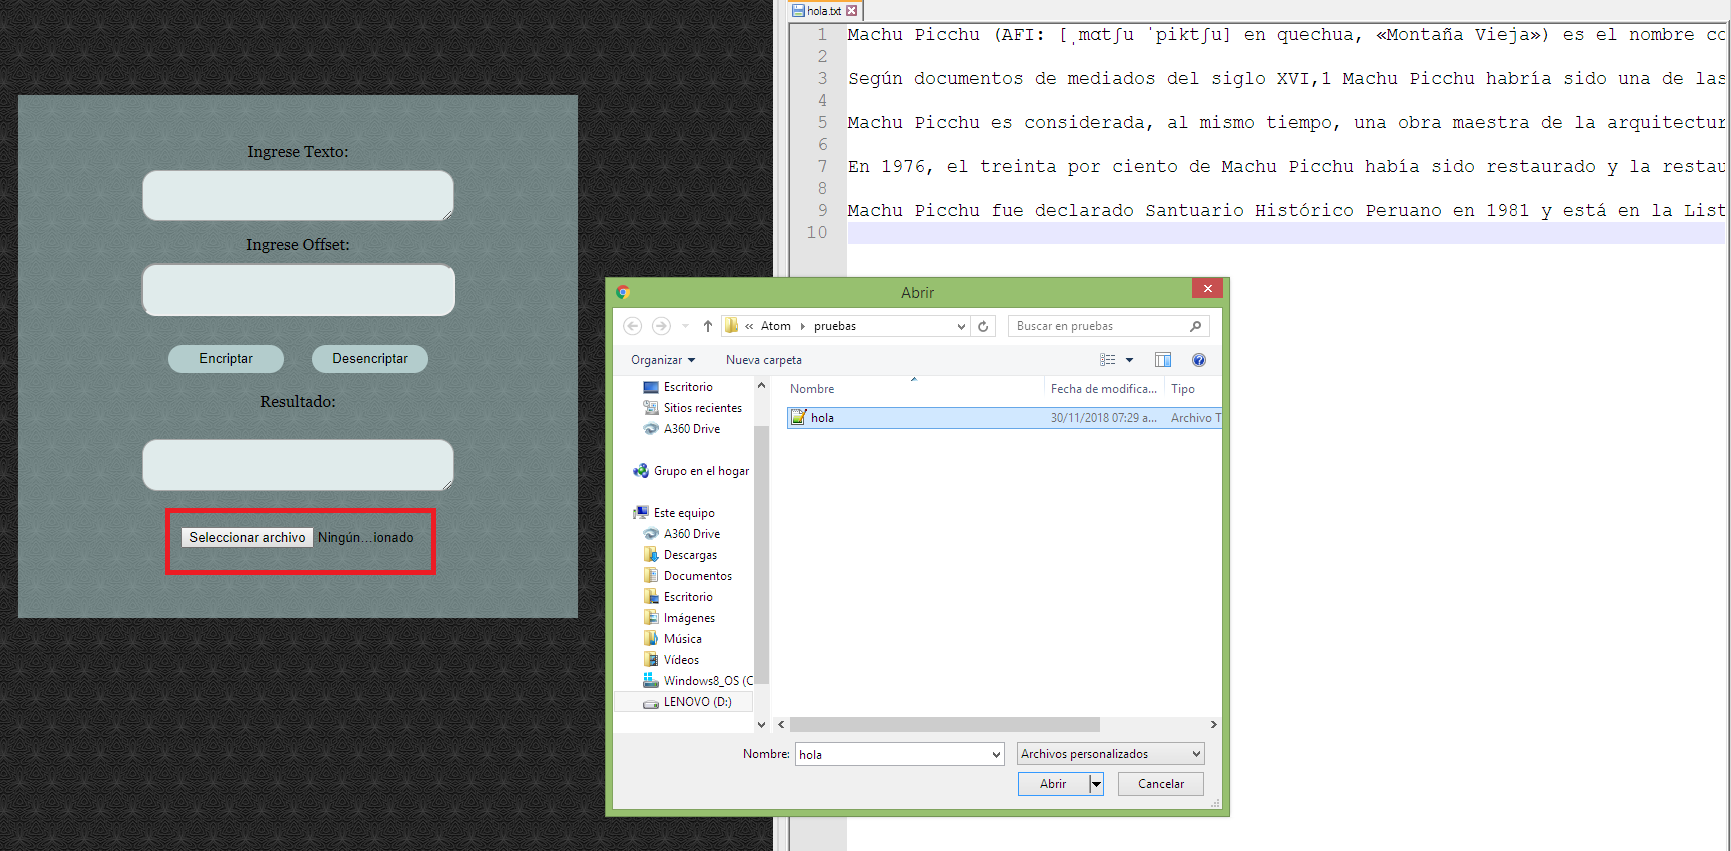 Ingrese Texto:
Ingrese Offset:
Encriptar Desencriptar
Resultado:
Seleccionar archivo Ningún...ionado
hola.txt
1 Machu Picchu (AFI: [ˌmɑtʃu ˈpiktʃu] en quechua, «Montaña Vieja») es el nombre co
2
3 Según documentos de mediados del siglo XVI,1 Machu Picchu habría sido una de las
4
5 Machu Picchu es considerada, al mismo tiempo, una obra maestra de la arquitectur
6
7 En 1976, el treinta por ciento de Machu Picchu había sido restaurado y la restau
8
9 Machu Picchu fue declarado Santuario Histórico Peruano en 1981 y está en la List
10
Abrir
« Atom pruebas
Buscar en pruebas
Organizar Nueva carpeta
Nombre Fecha de modifica... Tipo
hola 30/11/2018 07:29 a... Archivo T
Escritorio
Sitios recientes
A360 Drive
Grupo en el hogar
Este equipo
A360 Drive
Descargas
Documentos
Escritorio
Imágenes
Música
Vídeos
Windows8_OS (C
LENOVO (D:)
Nombre: hola Archivos personalizados
Abrir Cancelar